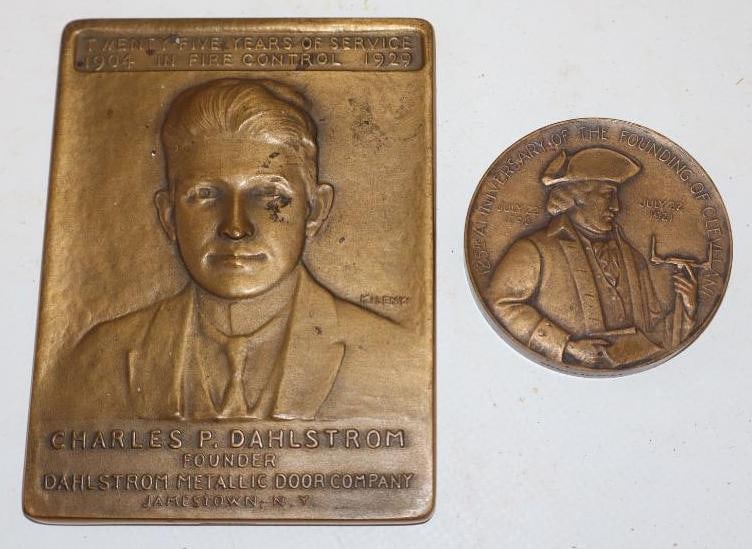 TWENTY FIVE YEARS OF SERVICE
1904 IN FIRE CONTROL 1929
KILENYI
CHARLES P. DAHLSTROM
FOUNDER
DAHLSTROM METALLIC DOOR COMPANY
JAMESTOWN, N.Y.
125TH ANNIVERSARY OF THE FOUNDING OF CLEVELAND
JULY 22
JULY 22
1921